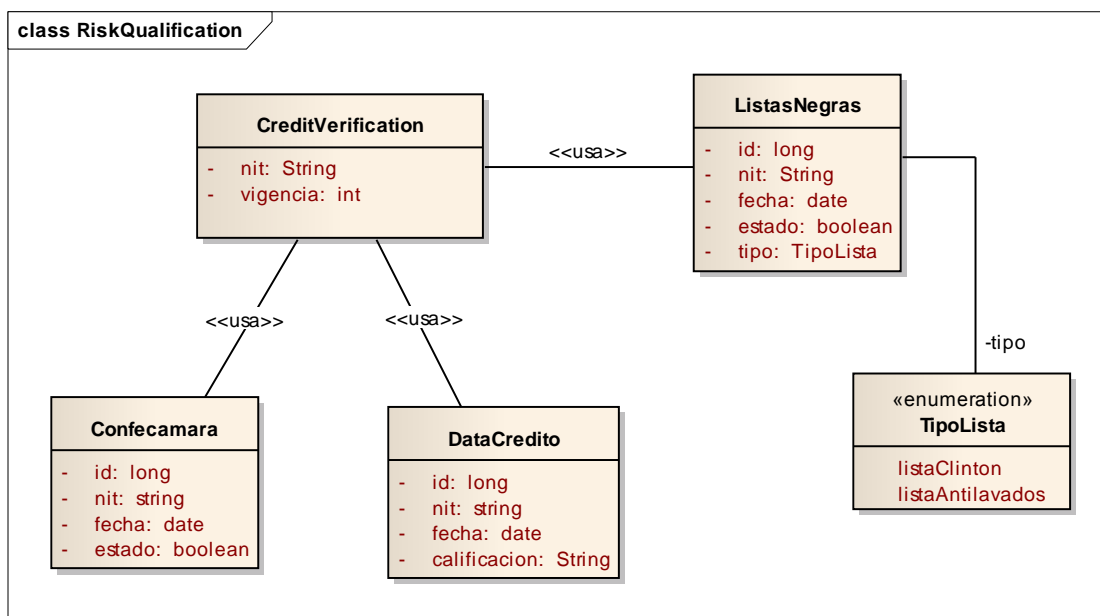 class RiskQualification
CreditVerification
- nit: String
- vigencia: int
<<usa>>
ListasNegras
- id: long
- nit: String
- fecha: date
- estado: boolean
- tipo: TipoLista
<<usa>>
<<usa>>
-tipo
Confecamara
- id: long
- nit: string
- fecha: date
- estado: boolean
DataCredito
- id: long
- nit: string
- fecha: date
- calificacion: String
«enumeration»
TipoLista
listaClinton
listaAntilavados